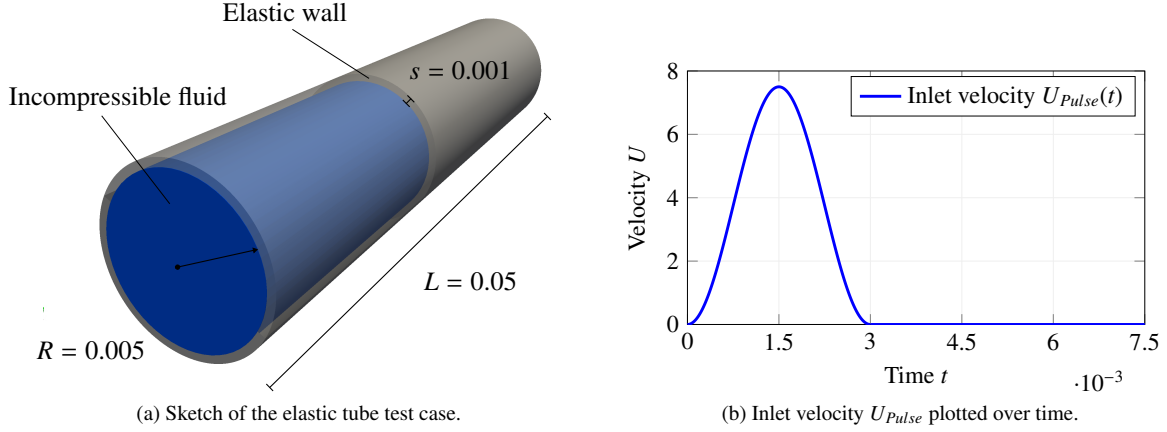 Elastic wall
s = 0.001
Incompressible fluid
L = 0.05
R = 0.005
(a) Sketch of the elastic tube test case.
Inlet velocity U_Pulse(t)
Velocity U
8
6
4
2
0
0 1.5 3 4.5 6 7.5
Time t
·10⁻³
(b) Inlet velocity U_Pulse plotted over time.